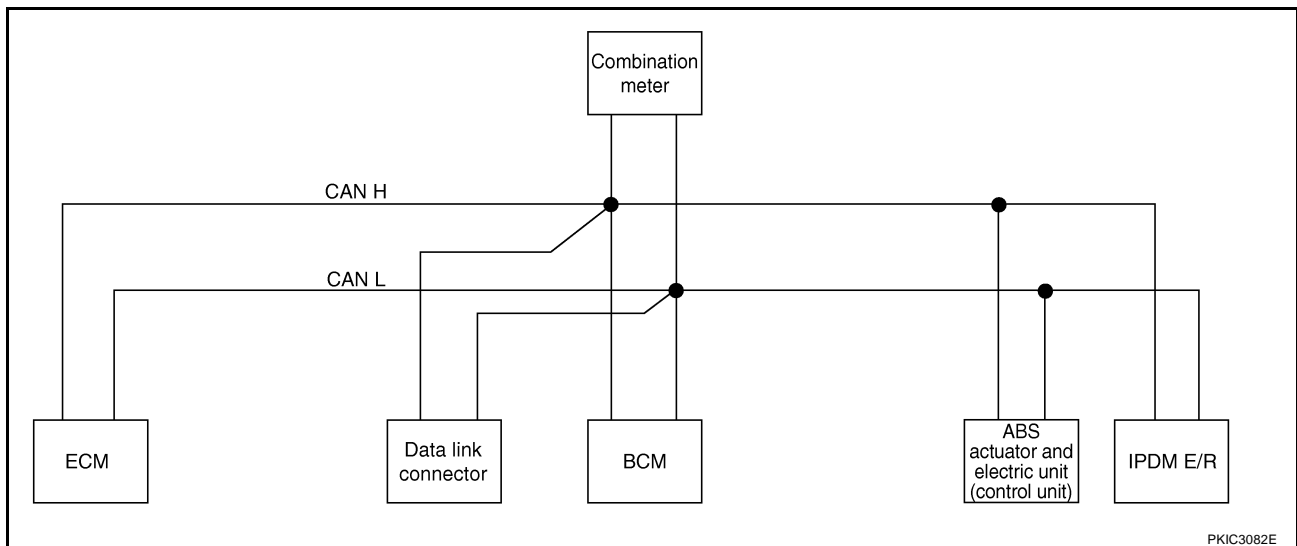 Combination
meter
CAN H
CAN L
ECM
Data link
connector
BCM
ABS
actuator and
electric unit
(control unit)
IPDM E/R
PKIC3082E